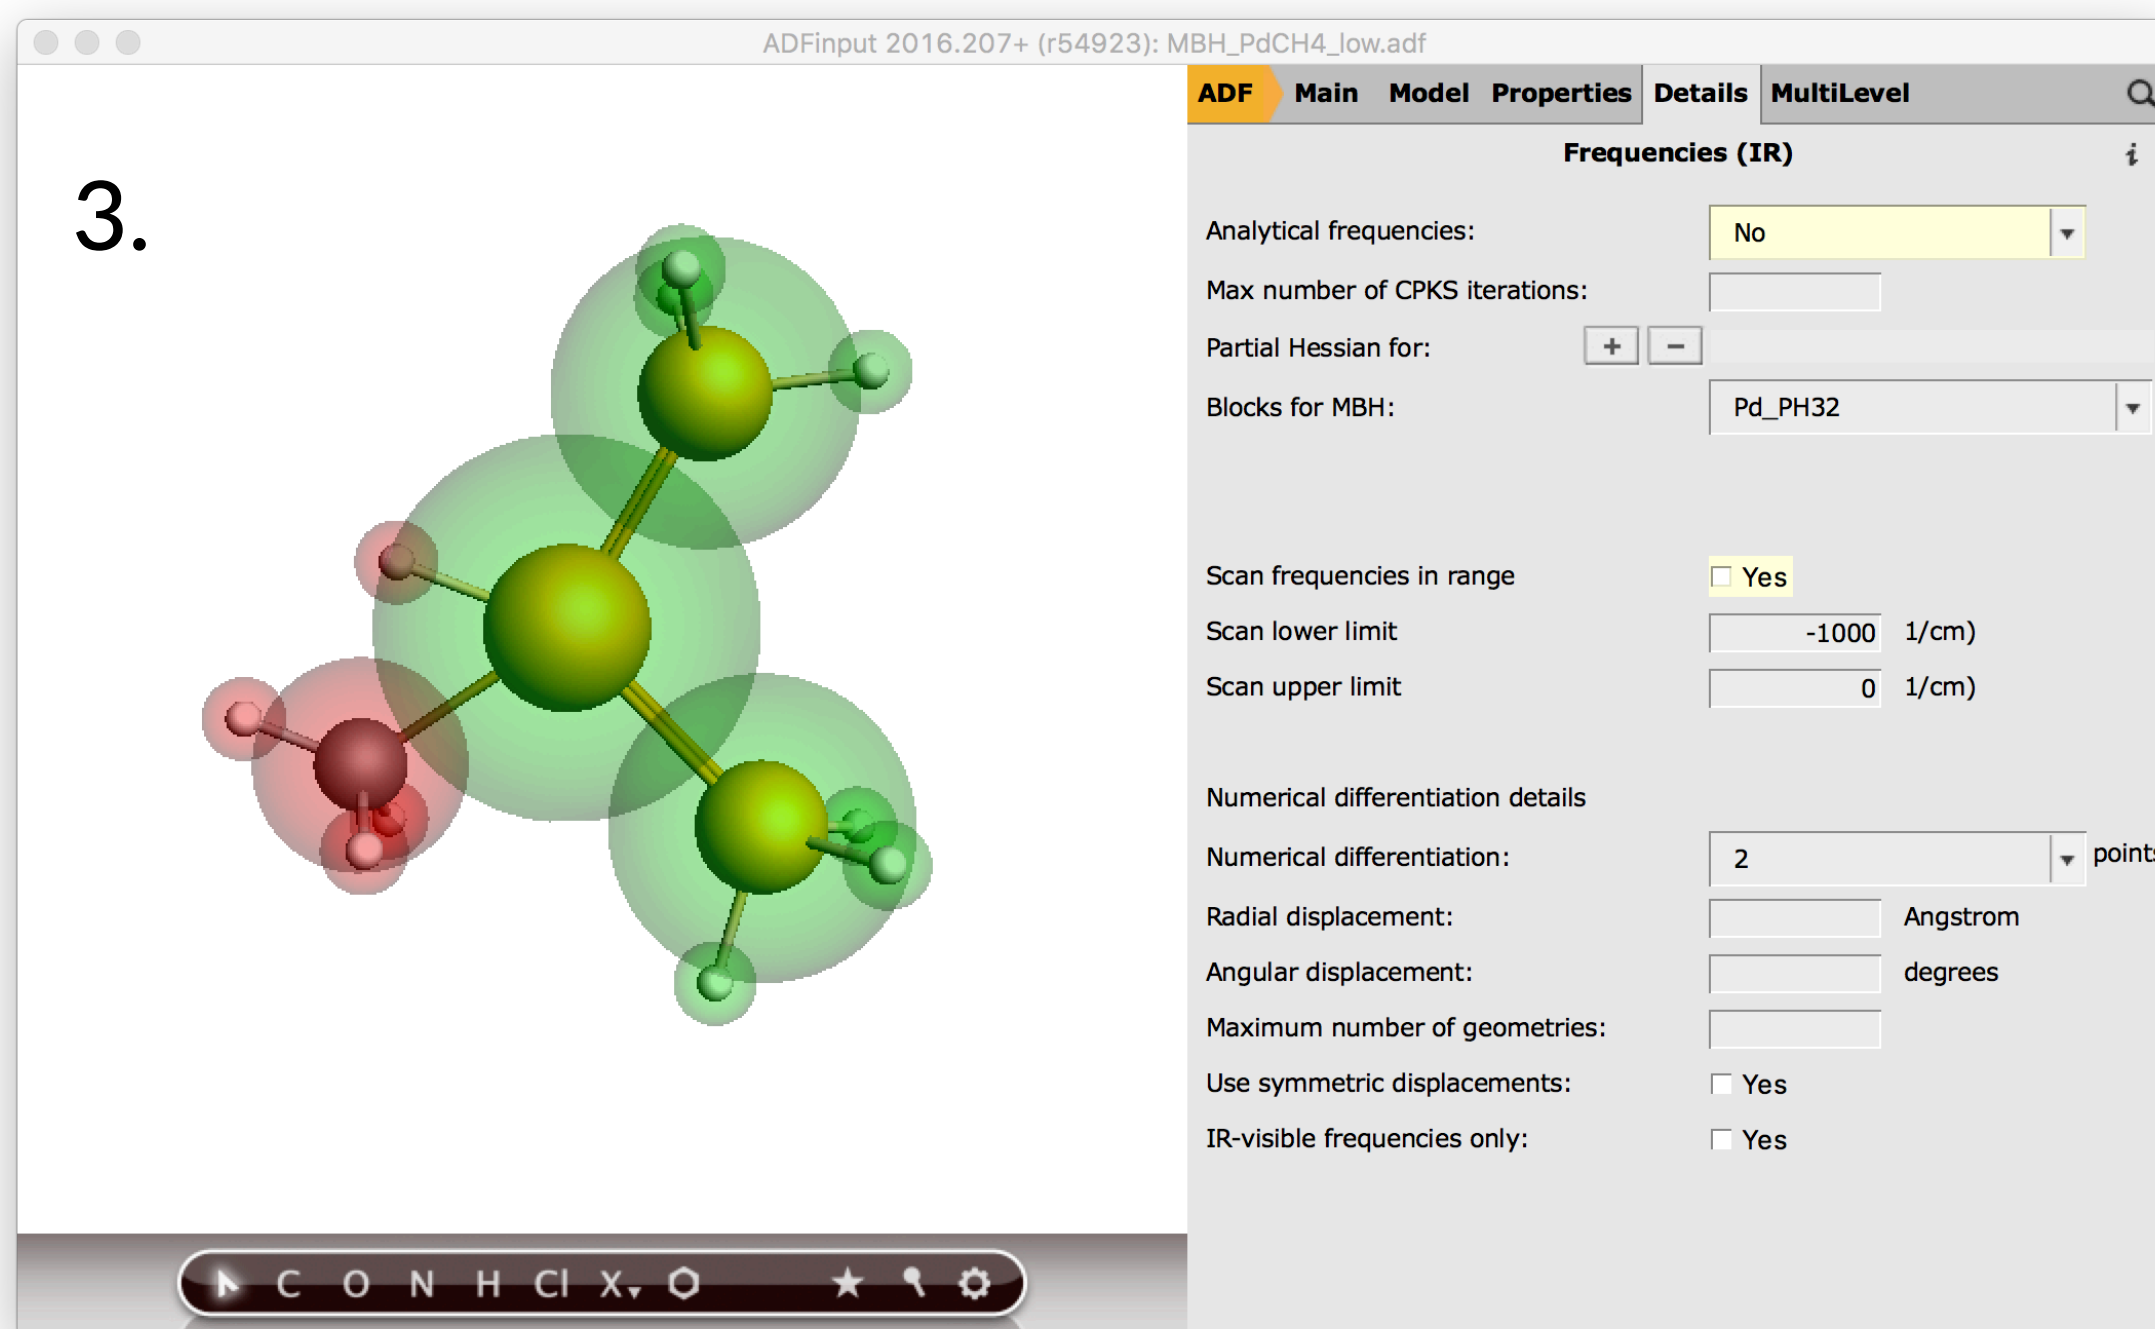 ADFinput 2016.207+ (r54923): MBH_PdCH4_low.adf
ADF Main Model Properties Details MultiLevel
Frequencies (IR)
i
3.
Analytical frequencies: No
Max number of CPKS iterations:
Partial Hessian for: + −
Blocks for MBH: Pd_PH32
Scan frequencies in range Yes
Scan lower limit -1000 1/cm)
Scan upper limit 0 1/cm)
Numerical differentiation details
Numerical differentiation: 2 points
Radial displacement: Angstrom
Angular displacement: degrees
Maximum number of geometries:
Use symmetric displacements: Yes
IR-visible frequencies only: Yes
C O N H Cl X